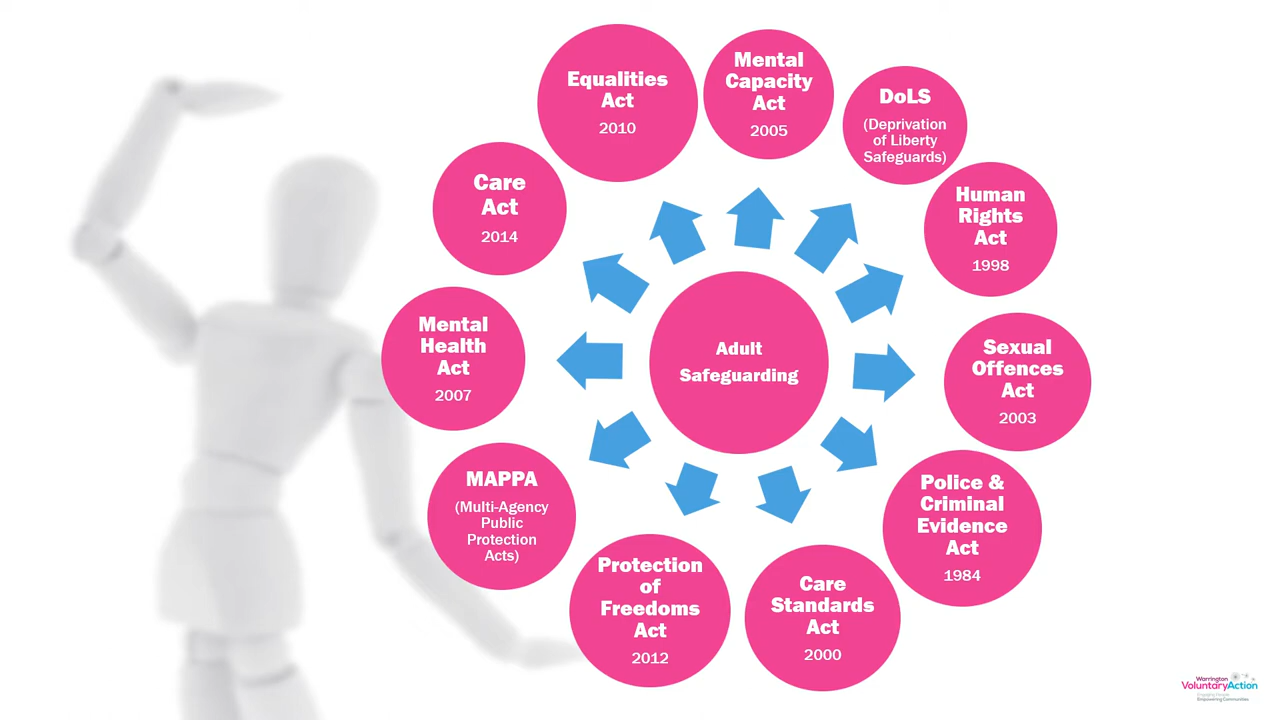 Equalities
Act
2010
Mental
Capacity
Act
2005
DoLS
(Deprivation
of Liberty
Safeguards)
Human
Rights
Act
1998
Sexual
Offences
Act
2003
Police &
Criminal
Evidence
Act
1984
Care
Standards
Act
2000
Protection
of
Freedoms
Act
2012
MAPPA
(Multi-Agency
Public
Protection
Acts)
Mental
Health
Act
2007
Care
Act
2014
Adult
Safeguarding
Warrington
VoluntaryAction
Empowering Communities